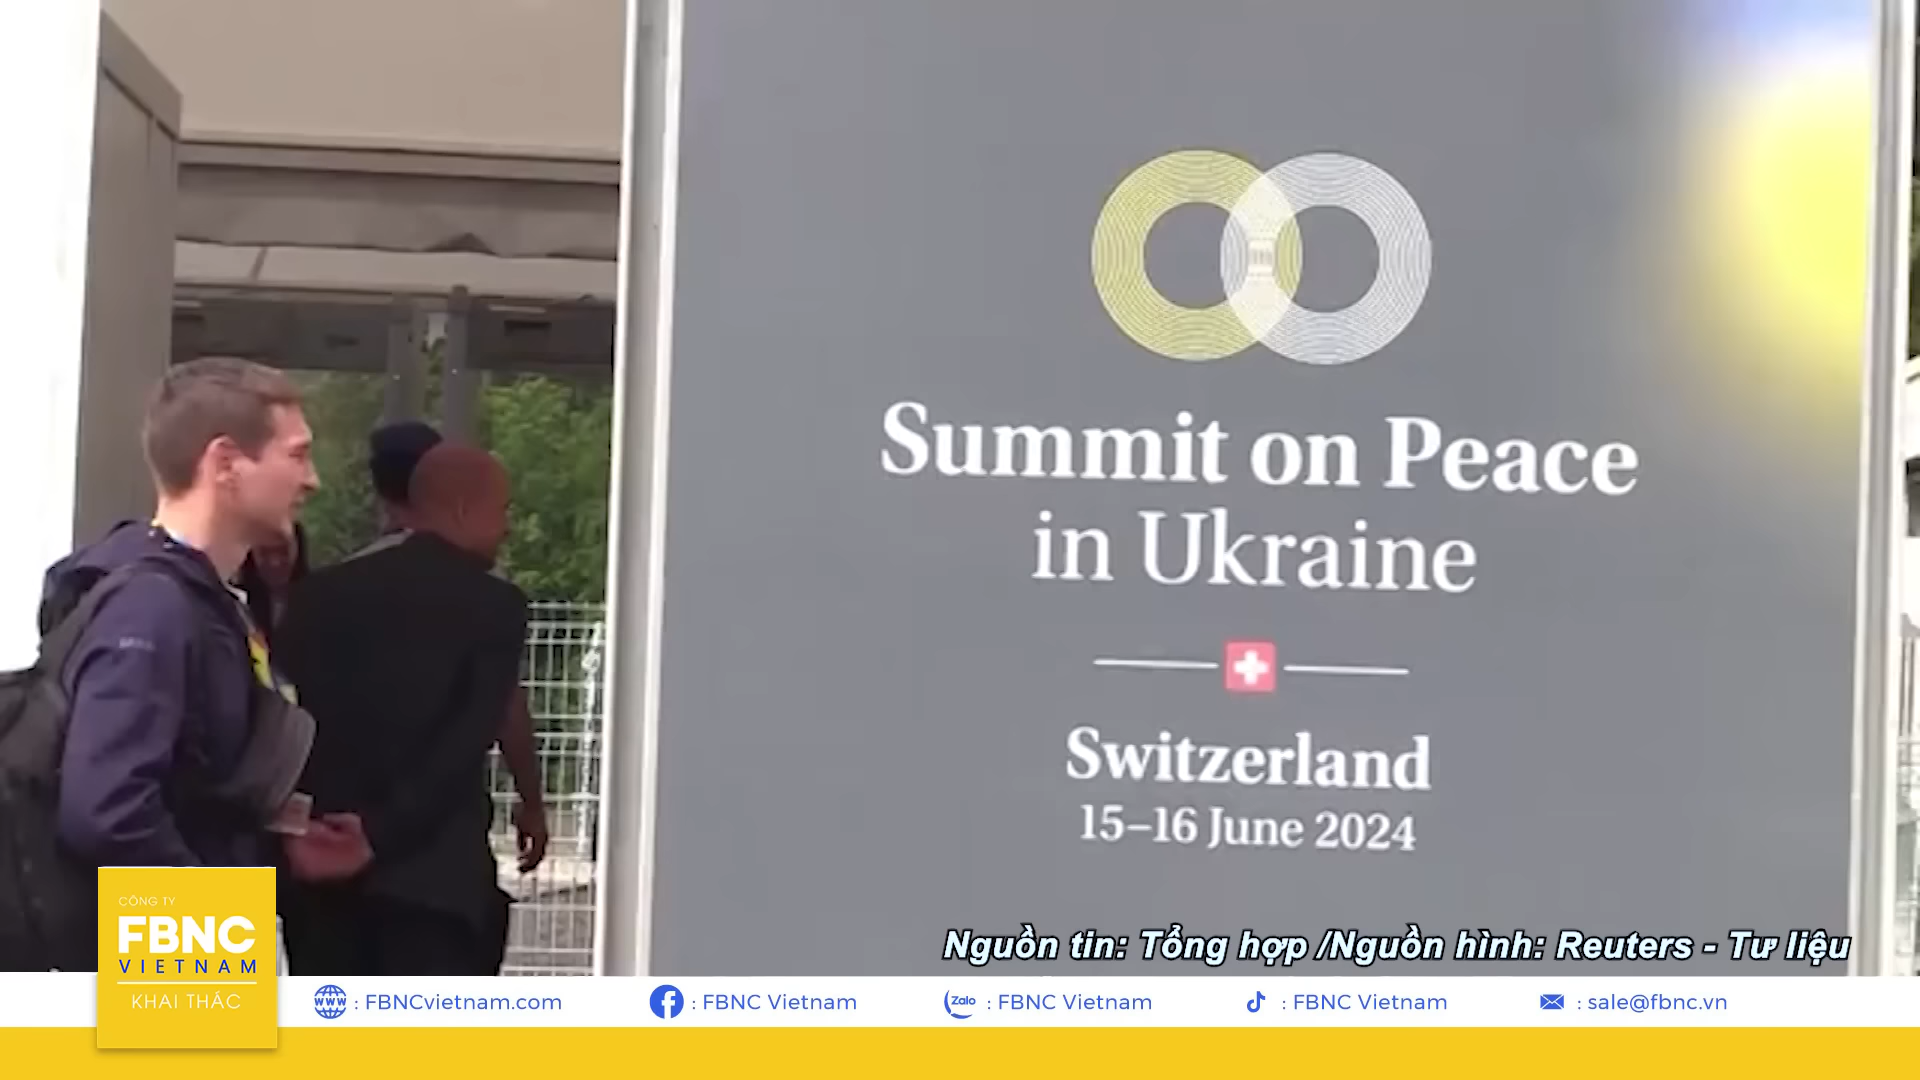 Summit on Peace
in Ukraine
Switzerland
15–16 June 2024
Nguồn tin: Tổng hợp /Nguồn hình: Reuters - Tư liệu
CÔNG TY
FBNC
VIETNAM
KHAI THÁC
: FBNCvietnam.com
: FBNC Vietnam
Zalo : FBNC Vietnam
: FBNC Vietnam
: sale@fbnc.vn